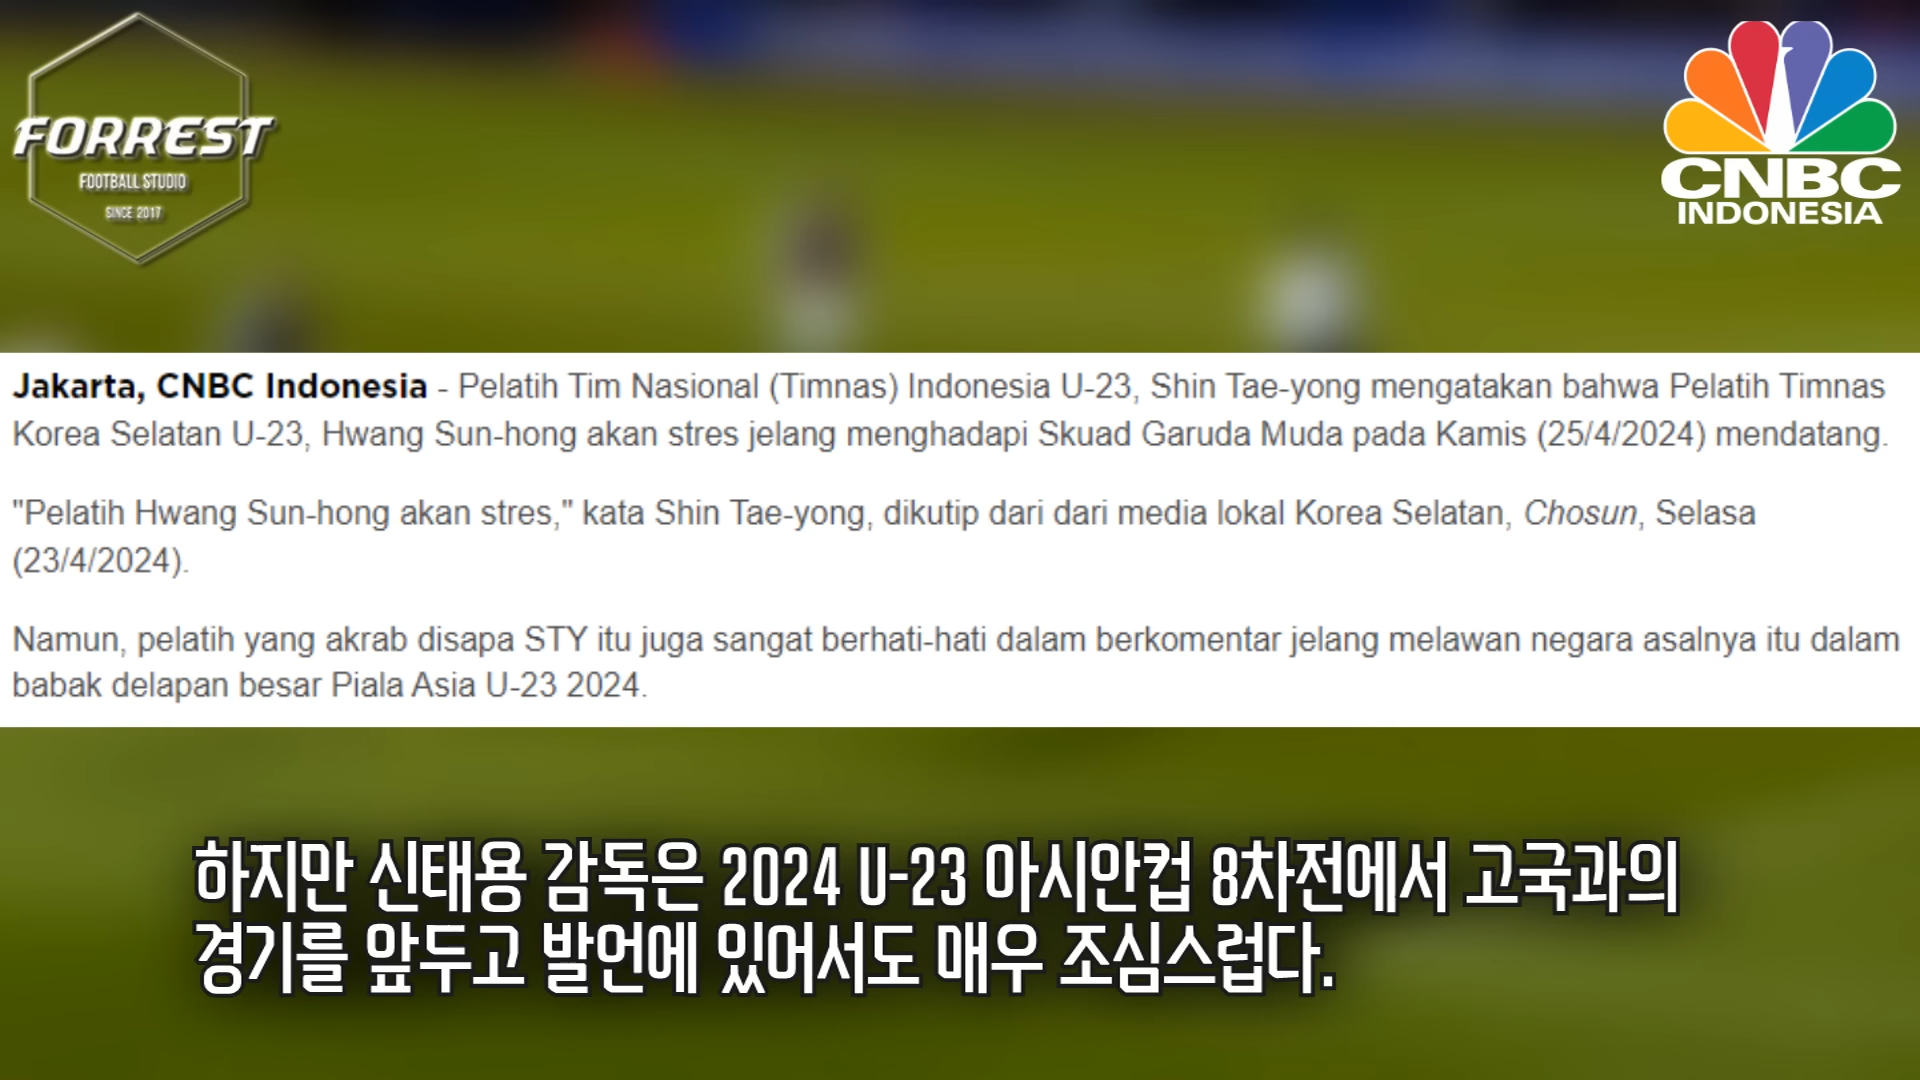 FORREST
FOOTBALL STUDIO
SINCE 2017
CNBC
INDONESIA
Jakarta, CNBC Indonesia - Pelatih Tim Nasional (Timnas) Indonesia U-23, Shin Tae-yong mengatakan bahwa Pelatih Timnas
Korea Selatan U-23, Hwang Sun-hong akan stres jelang menghadapi Skuad Garuda Muda pada Kamis (25/4/2024) mendatang.
"Pelatih Hwang Sun-hong akan stres," kata Shin Tae-yong, dikutip dari dari media lokal Korea Selatan, Chosun, Selasa
(23/4/2024).
Namun, pelatih yang akrab disapa STY itu juga sangat berhati-hati dalam berkomentar jelang melawan negara asalnya itu dalam
babak delapan besar Piala Asia U-23 2024.
하지만 신태용 감독은 2024 U-23 아시안컵 8차전에서 고국과의
경기를 앞두고 발언에 있어서도 매우 조심스럽다.